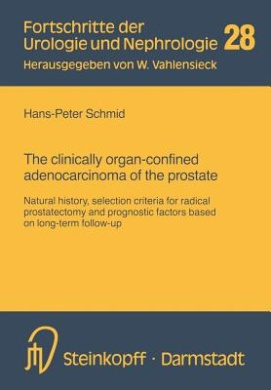 Fortschritte der
Urologie und Nephrologie 28
Herausgegeben von W. Vahlensieck
Hans-Peter Schmid
The clinically organ-confined
adenocarcinoma of the prostate
Natural history, selection criteria for radical
prostatectomy and prognostic factors based
on long-term follow-up
Steinkopff · Darmstadt